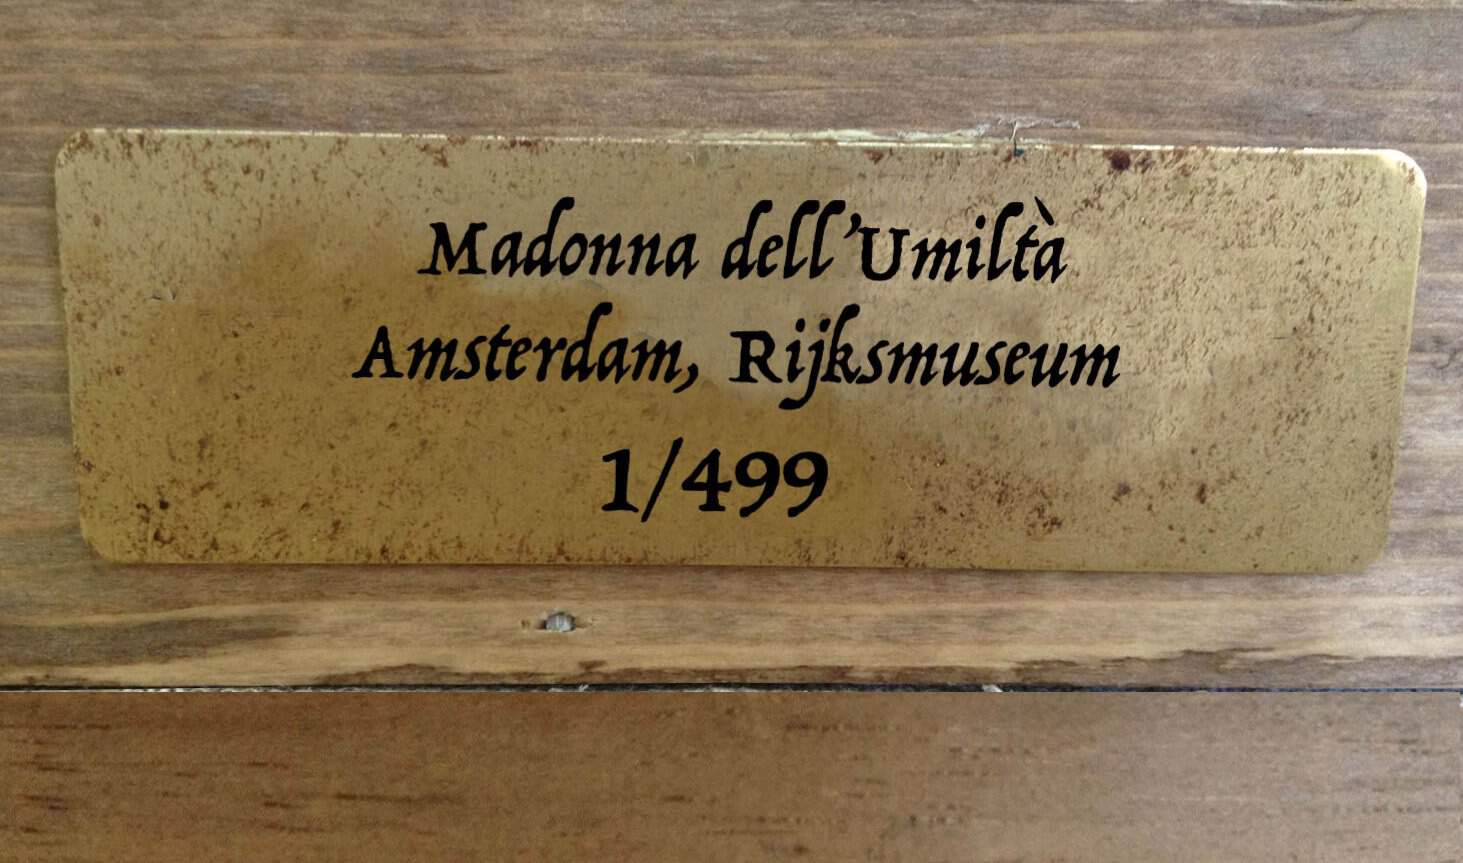 Madonna dell'Umiltà
Amsterdam, Rijksmuseum
1/499